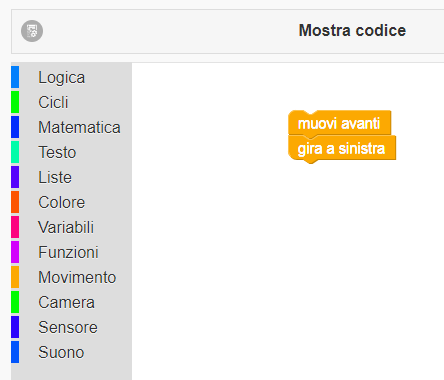 Mostra codice
Logica
Cicli
Matematica
Testo
Liste
Colore
Variabili
Funzioni
Movimento
Camera
Sensore
Suono
muovi avanti
gira a sinistra